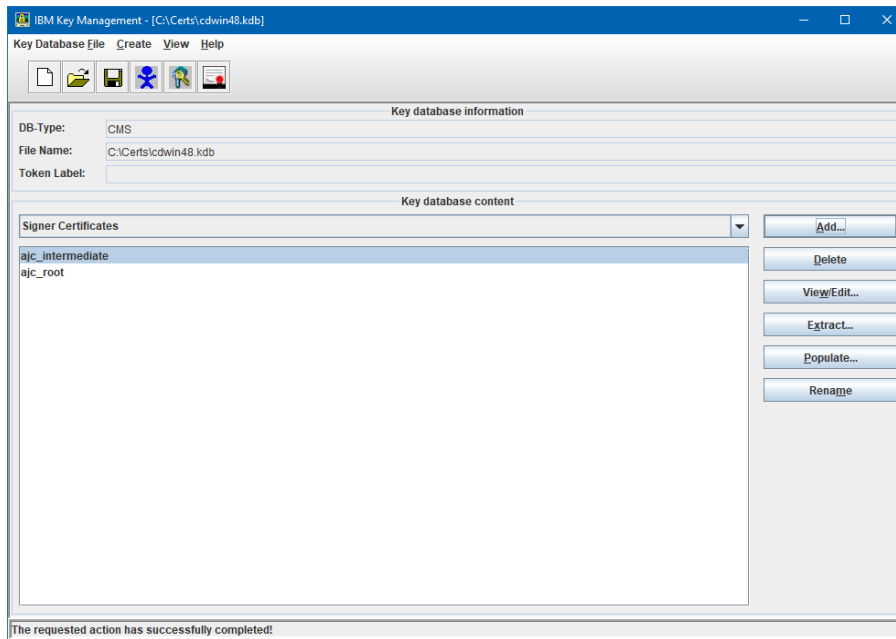 IBM Key Management - [C:\Certs\cdwin48.kdb]
Key Database File Create View Help
Key database information
DB-Type: CMS
File Name: C:\Certs\cdwin48.kdb
Token Label:
Key database content
Signer Certificates
Add...
ajc_intermediate
ajc_root
Delete
View/Edit...
Extract...
Populate...
Rename
The requested action has successfully completed!